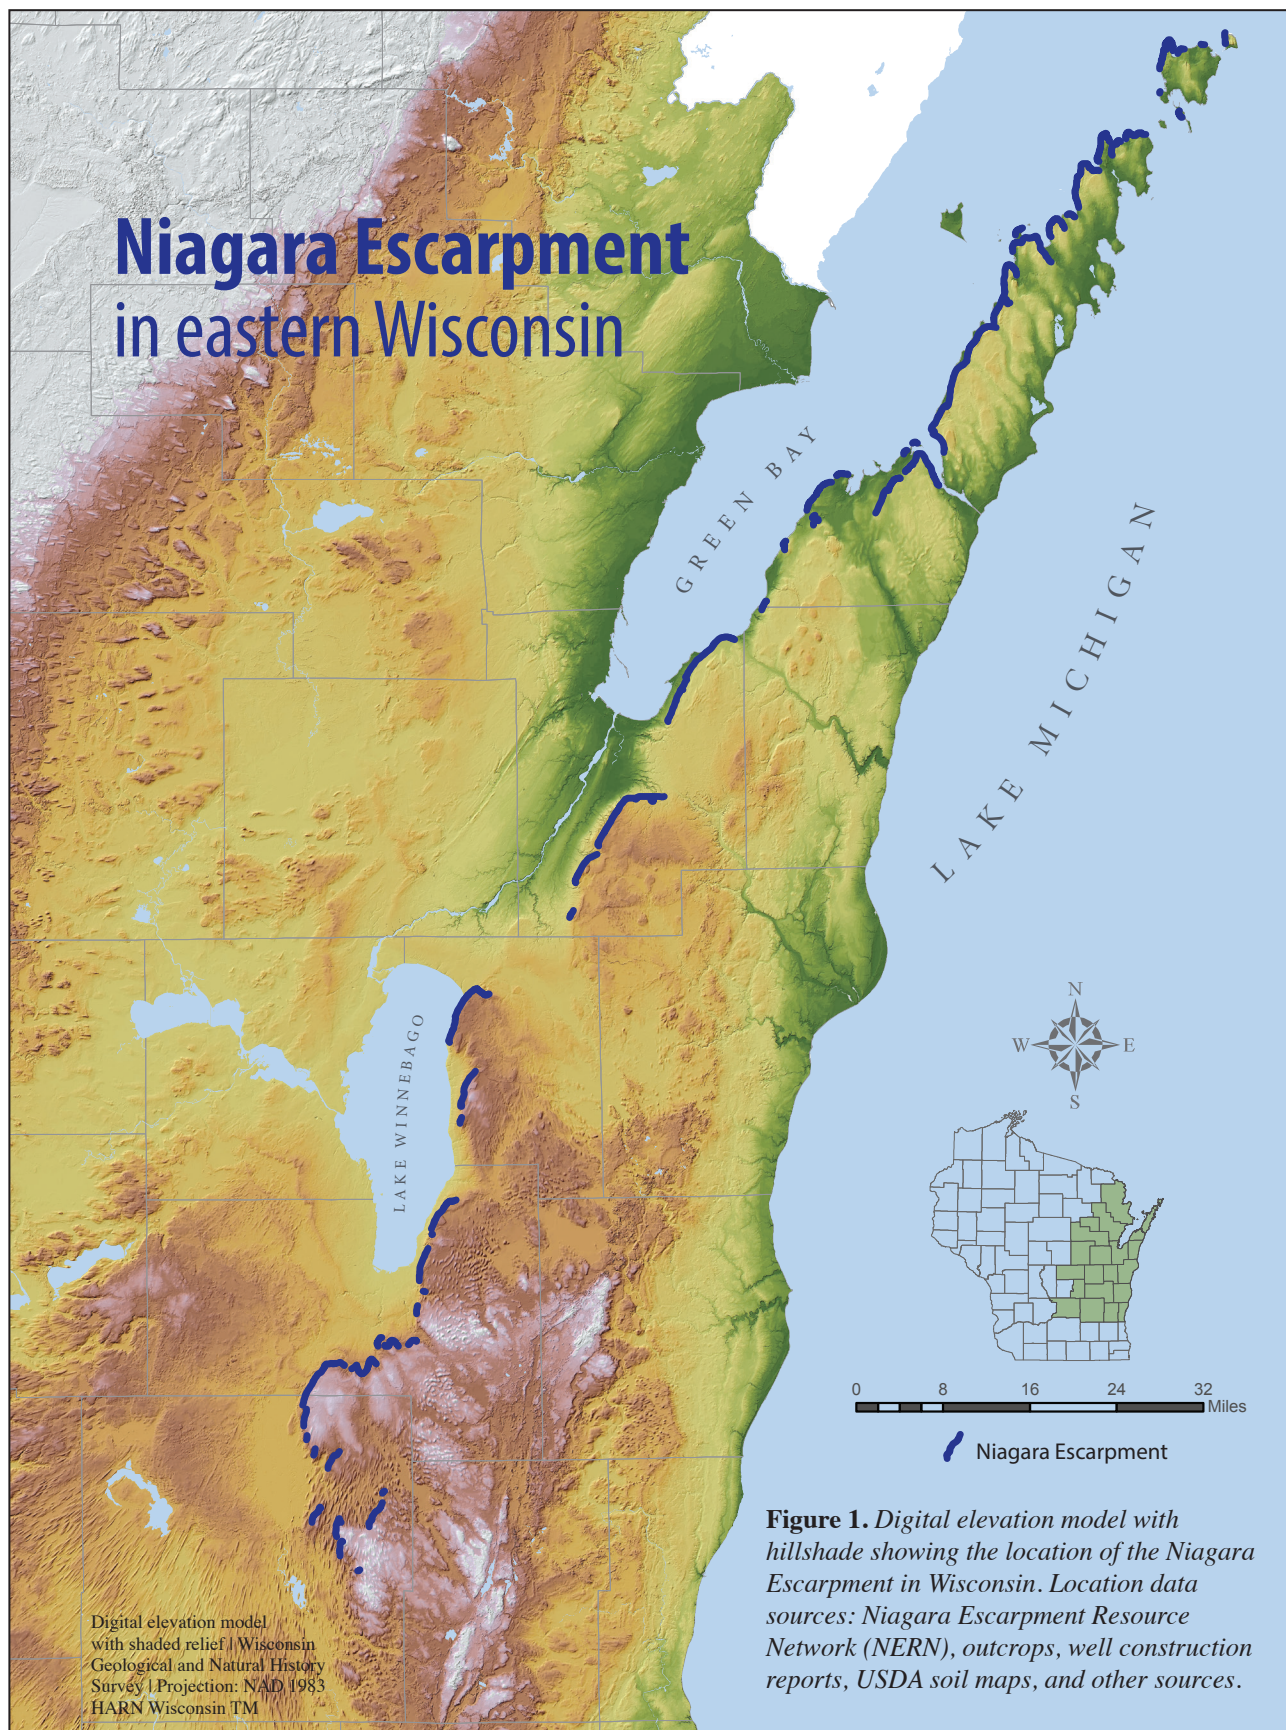 Niagara Escarpment
in eastern Wisconsin
GREEN BAY
LAKE MICHIGAN
LAKE WINNEBAGO
N
W E
S
0 8 16 24 32
Miles
Niagara Escarpment
Figure 1. Digital elevation model with
hillshade showing the location of the Niagara
Escarpment in Wisconsin. Location data
sources: Niagara Escarpment Resource
Network (NERN), outcrops, well construction
reports, USDA soil maps, and other sources.
Digital elevation model
with shaded relief | Wisconsin
Geological and Natural History
Survey | Projection: NAD 1983
HARN Wisconsin TM